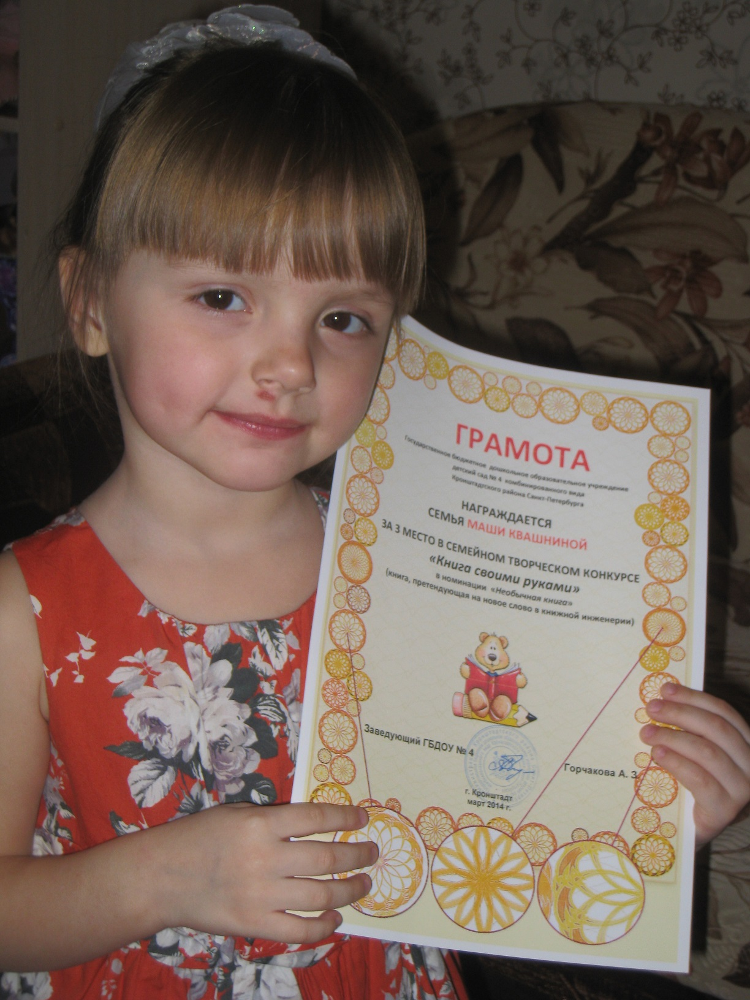 ГРАМОТА
Государственное бюджетное дошкольное образовательное учреждение
детский сад № 4 комбинированного вида
Кронштадтского района Санкт-Петербурга
НАГРАЖДАЕТСЯ
СЕМЬЯ МАШИ КВАШНИНОЙ
ЗА 3 МЕСТО В СЕМЕЙНОМ ТВОРЧЕСКОМ КОНКУРСЕ
«Книга своими руками»
в номинации «Необычная книга»
(книга, претендующая на новое слово в книжной инженерии)
Заведующий ГБДОУ № 4
Горчакова А. З.
г. Кронштадт
март 2014 г.